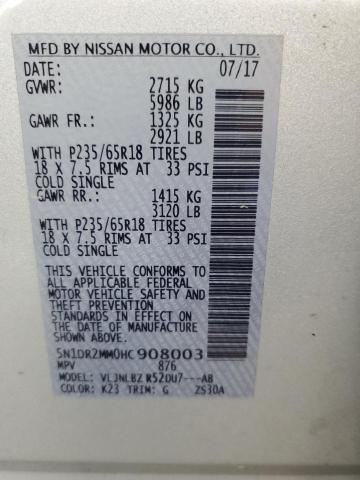 MFD BY NISSAN MOTOR CO., LTD.
DATE: 07/17
GVWR: 2715 KG
5986 LB
GAWR FR.: 1325 KG
2921 LB
WITH P235/65R18 TIRES
18 X 7.5 RIMS AT 33 PSI
COLD SINGLE
GAWR RR.: 1415 KG
3120 LB
WITH P235/65R18 TIRES
18 X 7.5 RIMS AT 33 PSI
COLD SINGLE
THIS VEHICLE CONFORMS TO
ALL APPLICABLE FEDERAL
MOTOR VEHICLE SAFETY AND
THEFT PREVENTION
STANDARDS IN EFFECT ON THE
DATE OF MANUFACTURE
SHOWN ABOVE.
5N1DR2MM0HC908003
MPV 876
MODEL: VLJNLBZ R52DU7---AB
COLOR: K23 TRIM: G 2S30A